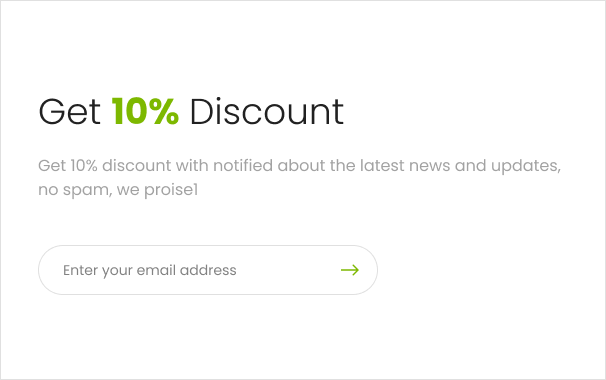 Get 10% Discount
Get 10% discount with notified about the latest news and updates,
no spam, we proise1
Enter your email address